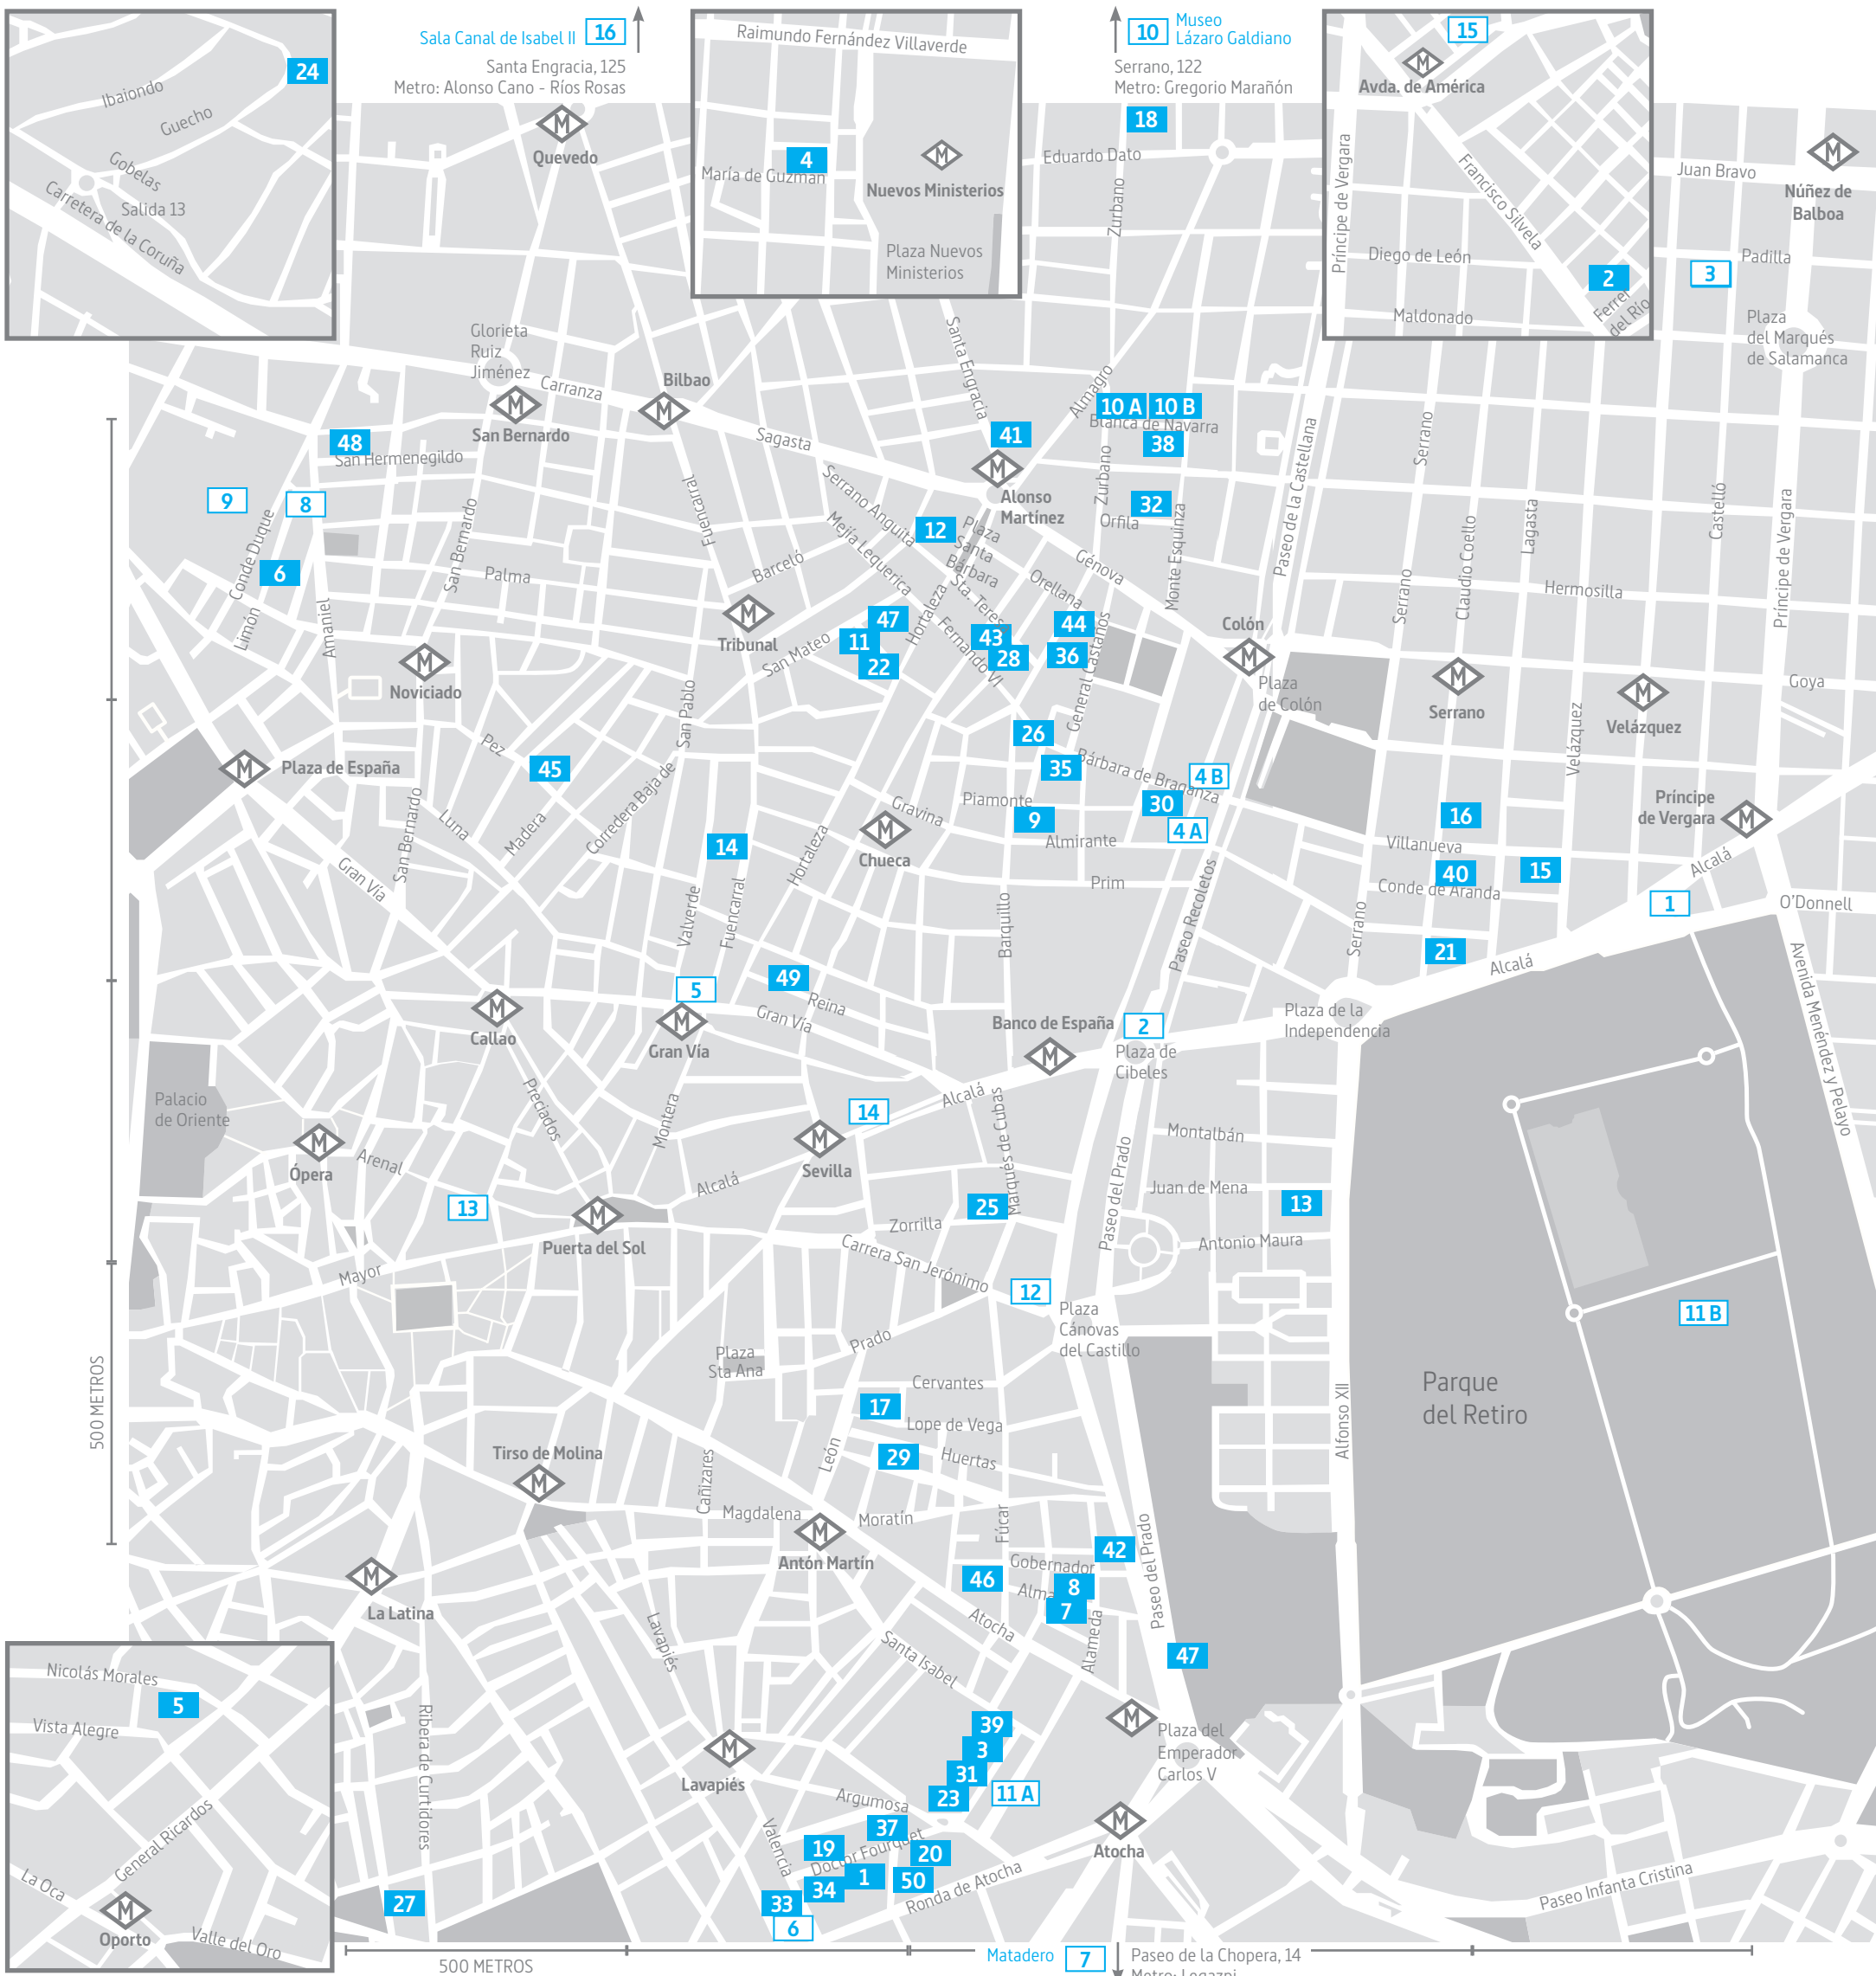 Sala Canal de Isabel II 16
Santa Engracia, 125
Metro: Alonso Cano - Ríos Rosas
10 Museo
Lázaro Galdiano
Serrano, 122
Metro: Gregorio Marañón
24
Ibaiondo
Guecho
Gobelas
Salida 13
Carretera de la Coruña
Quevedo
Raimundo Fernández Villaverde
4
María de Guzmán
Nuevos Ministerios
Plaza Nuevos
Ministerios
18
Eduardo Dato
Zurbano
15
Avda. de América
Príncipe de Vergara
Francisco Silvela
Diego de León
Maldonado
2
Ferrer
del Río
Juan Bravo
Núñez de
Balboa
Padilla
3
Plaza
del Marqués
de Salamanca
Glorieta
Ruiz
Jiménez
Carranza
Bilbao
San Bernardo
Santa Engracia
Almagro
10 A
10 B
Blanca de Navarra
38
41
Sagasta
48
San Hermenegildo
9
8
Conde Duque
6
Limón
Amaniel
San Bernardo
Palma
Fuencarral
Serrano Anguita
Mejía Lequerica
12
Plaza
Santa
Bárbara
Alonso
Martínez
Zurbano
32
Orfila
Monte Esquinza
Paseo de la Castellana
Serrano
Castelló
Lagasta
Claudio Coello
Príncipe de Vergara
Hermosilla
Serrano
Génova
Orellana
Sta. Teresa
Barceló
Tribunal
San Mateo
47
11
22
Hortaleza
Fernando VI
43
28
44
36
General Castaños
Colón
Plaza
de Colón
Serrano
Velázquez
Goya
Velázquez
Noviciado
San Pablo
Pez
45
Plaza de España
Corredera Baja de
26
35
Bárbara de Braganza
4 B
30
4 A
Piamonte
9
Almirante
Gravina
Chueca
Prim
16
Villanueva
40
15
Conde de Aranda
Príncipe
de Vergara
Alcalá
1
O'Donnell
21
Alcalá
Serrano
San Bernardo
Luna
Madera
Gran Vía
14
Hortaleza
Valverde
Fuencarral
Barquillo
Paseo Recoletos
Avenida Menéndez y Pelayo
5
49
Reina
Gran Vía
Callao
Gran Vía
Banco de España
2
Plaza de
Cibeles
Plaza de la
Independencia
Palacio
de Oriente
Preciados
Montera
14
Alcalá
Marqués de Cubas
Sevilla
Montalbán
Ópera
Arenal
13
Alcalá
Puerta del Sol
25
Zorrilla
Paseo del Prado
Juan de Mena
13
Antonio Maura
Mayor
Carrera San Jerónimo
12
Plaza
Cánovas
del Castillo
11 B
500 METROS
Plaza
Sta Ana
Prado
Cervantes
17
Lope de Vega
Parque
del Retiro
Alfonso XII
Tirso de Molina
León
29
Huertas
Cañizares
Magdalena
Moratín
Fúcar
Antón Martín
42
Gobernador
46
8
7
Paseo del Prado
La Latina
Lavapiés
Atocha
Alameda
47
Santa Isabel
Nicolás Morales
5
Vista Alegre
General Ricardos
La Oca
Oporto
Valle del Oro
Ribera de Curtidores
27
Lavapiés
39
3
31
23
11 A
Plaza del
Emperador
Carlos V
Argumosa
Valencia
37
19
Doctor Fourquet
20
1
50
34
33
6
Ronda de Atocha
Atocha
Paseo Infanta Cristina
500 METROS
Matadero 7
Paseo de la Chopera, 14
Metro: Legazpi